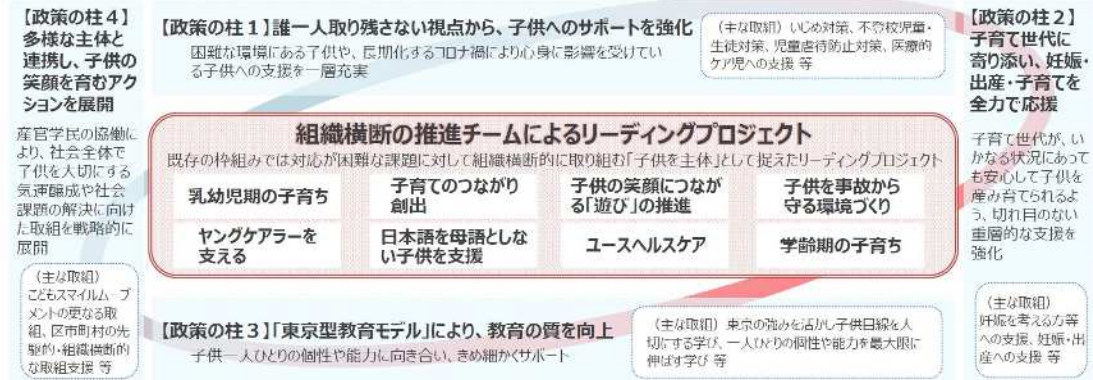 【政策の柱４】
多様な主体と
連携し、子供の
笑顔を育むアク
ションを展開
産官学民の協働に
より、社会全体で
子供を大切にする
気運醸成や社会
課題の解決に向け
た取組を戦略的に
展開
（主な取組）
こどもスマイルムーブ
メントの更なる取
組、区市町村の先
駆的・組織横断的
な取組支援 等
【政策の柱１】誰一人取り残さない視点から、子供へのサポートを強化
困難な環境にある子供や、長期化するコロナ禍により心身に影響を受けてい
る子供への支援を一層充実
（主な取組）いじめ対策、不登校児童・
生徒対策、児童虐待防止対策、医療的
ケア児への支援 等
組織横断の推進チームによるリーディングプロジェクト
既存の枠組みでは対応が困難な課題に対して組織横断的に取り組む「子供を主体」として捉えたリーディングプロジェクト
乳幼児期の子育ち
子育てのつながり
創出
子供の笑顔につなが
る「遊び」の推進
子供を事故から
守る環境づくり
ヤングケアラーを
支える
日本語を母語としな
い子供を支援
ユースヘルスケア
学齢期の子育ち
【政策の柱３】「東京型教育モデル」により、教育の質を向上
子供一人ひとりの個性や能力に向き合い、きめ細かくサポート
（主な取組）東京の強みを活かし子供目線を大
切にする学び、一人ひとりの個性や能力を最大限に
伸ばす学び 等
【政策の柱２】
子育て世代に
寄り添い、妊娠・
出産・子育てを
全力で応援
子育て世代が、い
かなる状況にあって
も安心して子供を
産み育てられるよ
う、切れ目のない
重層的な支援を
強化
（主な取組）
妊娠を考える方等
への支援、妊娠・出
産への支援 等